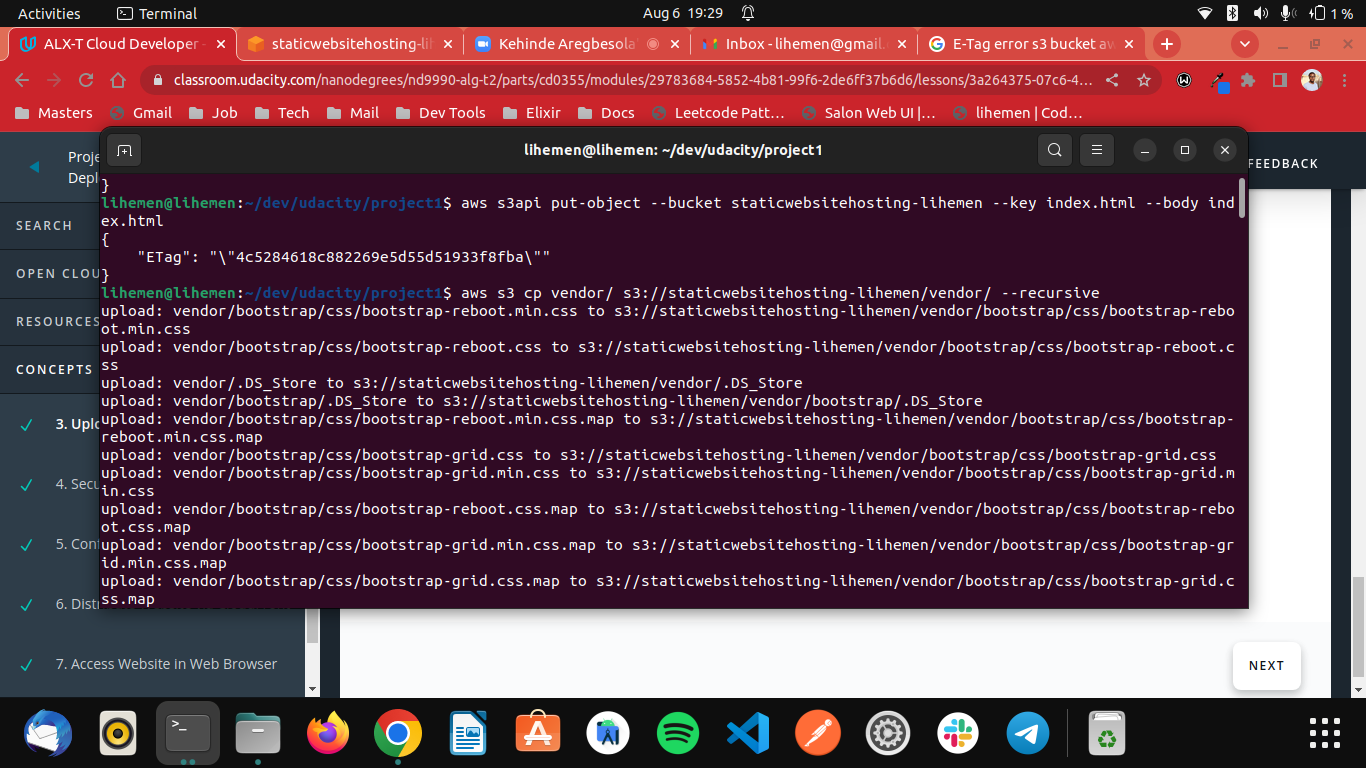 Activities
Terminal
Aug 6 19:29
1 %
ALX-T Cloud Developer -
staticwebsitehosting-li
Kehinde Aregbesola
Inbox - lihemen@gmail.
E-Tag error s3 bucket aw
classroom.udacity.com/nanodegrees/nd9990-alg-t2/parts/cd0355/modules/29783684-5852-4b81-99f6-2de6ff37b6d6/lessons/3a264375-07c6-4...
Masters
Gmail
Job
Tech
Mail
Dev Tools
Elixir
Docs
Leetcode Patt...
Salon Web UI |...
lihemen | Cod...
Proje
Depl
FEEDBACK
SEARCH
OPEN CLOU
RESOURCES
CONCEPTS
3. Uplo
4. Secu
5. Conf
6. Dist
7. Access Website in Web Browser
lihemen@lihemen: ~/dev/udacity/project1
}
lihemen@lihemen:~/dev/udacity/project1$ aws s3api put-object --bucket staticwebsitehosting-lihemen --key index.html --body ind
ex.html
{
"ETag": "\"4c5284618c882269e5d55d51933f8fba\""
}
lihemen@lihemen:~/dev/udacity/project1$ aws s3 cp vendor/ s3://staticwebsitehosting-lihemen/vendor/ --recursive
upload: vendor/bootstrap/css/bootstrap-reboot.min.css to s3://staticwebsitehosting-lihemen/vendor/bootstrap/css/bootstrap-rebo
ot.min.css
upload: vendor/bootstrap/css/bootstrap-reboot.css to s3://staticwebsitehosting-lihemen/vendor/bootstrap/css/bootstrap-reboot.c
ss
upload: vendor/.DS_Store to s3://staticwebsitehosting-lihemen/vendor/.DS_Store
upload: vendor/bootstrap/.DS_Store to s3://staticwebsitehosting-lihemen/vendor/bootstrap/.DS_Store
upload: vendor/bootstrap/css/bootstrap-reboot.min.css.map to s3://staticwebsitehosting-lihemen/vendor/bootstrap/css/bootstrap-
reboot.min.css.map
upload: vendor/bootstrap/css/bootstrap-grid.css to s3://staticwebsitehosting-lihemen/vendor/bootstrap/css/bootstrap-grid.css
upload: vendor/bootstrap/css/bootstrap-grid.min.css to s3://staticwebsitehosting-lihemen/vendor/bootstrap/css/bootstrap-grid.m
in.css
upload: vendor/bootstrap/css/bootstrap-reboot.css.map to s3://staticwebsitehosting-lihemen/vendor/bootstrap/css/bootstrap-rebo
ot.css.map
upload: vendor/bootstrap/css/bootstrap-grid.min.css.map to s3://staticwebsitehosting-lihemen/vendor/bootstrap/css/bootstrap-gr
id.min.css.map
upload: vendor/bootstrap/css/bootstrap-grid.css.map to s3://staticwebsitehosting-lihemen/vendor/bootstrap/css/bootstrap-grid.c
ss.map
NEXT